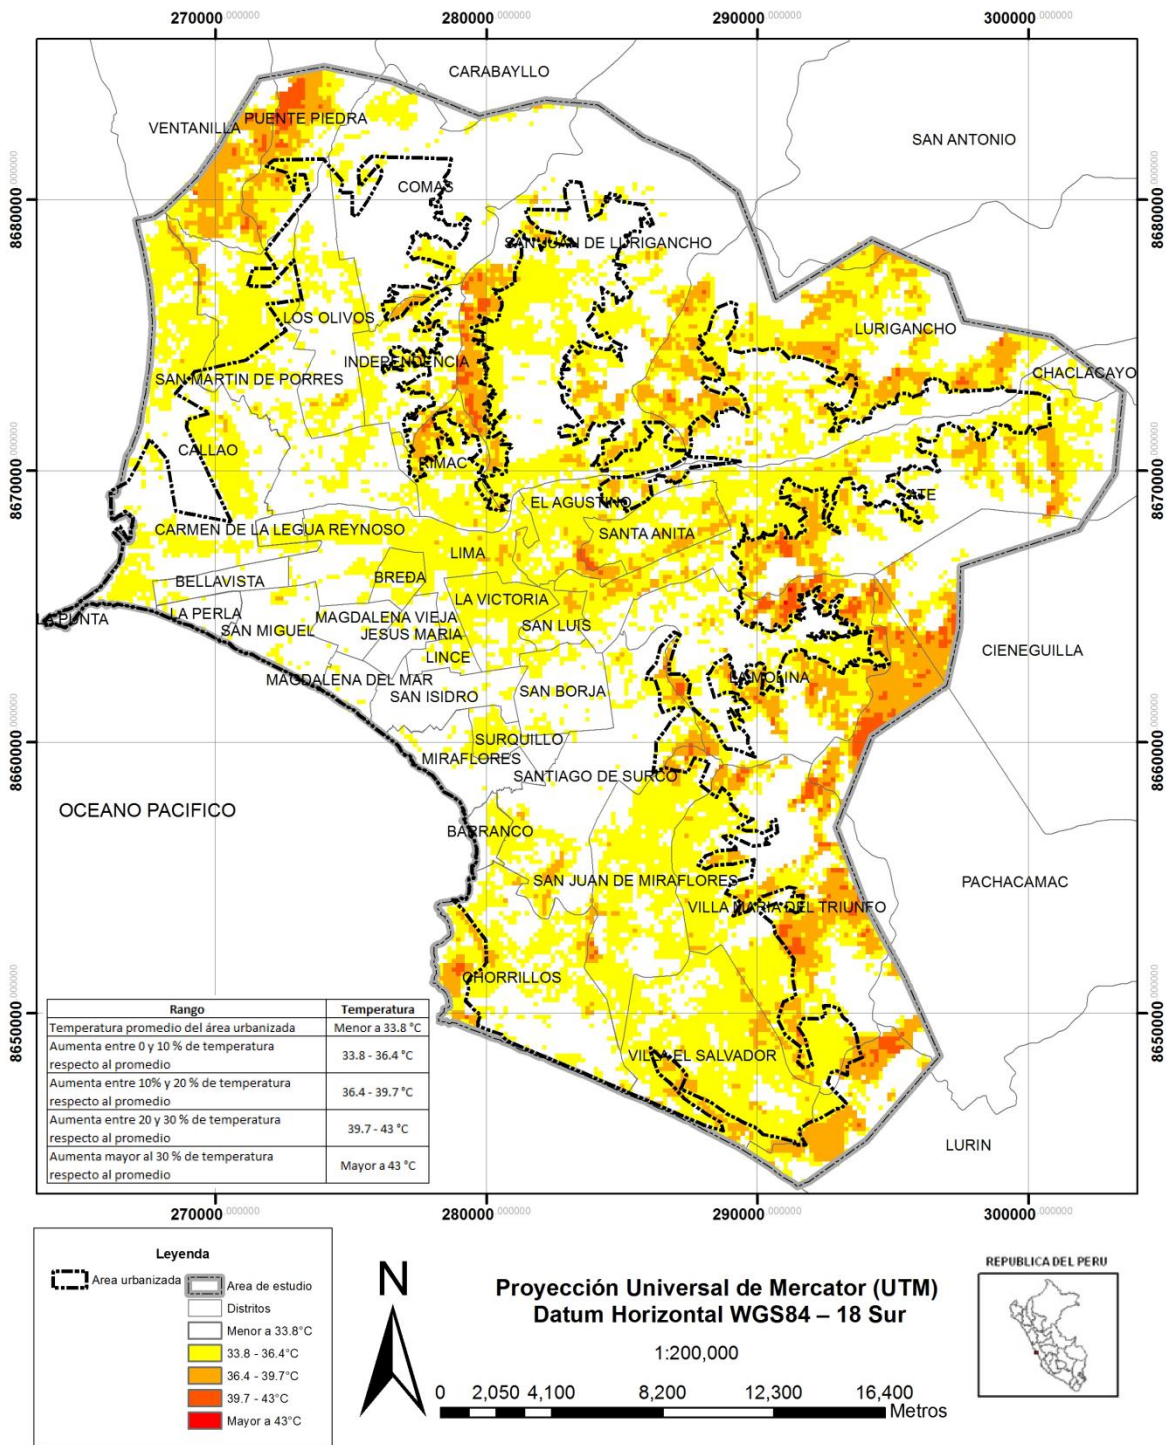 270000.000000 280000.000000 290000.000000 300000.000000
CARABAYLLO
VENTANILLA
PUENTE PIEDRA
SAN ANTONIO
8680000.000000
8680000.000000
COMAS
SAN JUAN DE LURIGANCHO
LOS OLIVOS
LURIGANCHO
INDEPENDENCIA
CHACLACAYO
SAN MARTIN DE PORRES
CALLAO
RIMAC
8670000.000000
8670000.000000
ATE
EL AGUSTINO
CARMEN DE LA LEGUA REYNOSO
SANTA ANITA
LIMA
BELLAVISTA
BREÑA
LA VICTORIA
LA PUNTA
LA PERLA
MAGDALENA VIEJA
SAN MIGUEL
JESUS MARIA
SAN LUIS
LINCE
CIENEGUILLA
MAGDALENA DEL MAR
SAN ISIDRO
SAN BORJA
LA MOLINA
SURQUILLO
8660000.000000
8660000.000000
MIRAFLORES
SANTIAGO DE SURCO
OCEANO PACIFICO
BARRANCO
SAN JUAN DE MIRAFLORES
PACHACAMAC
VILLA MARIA DEL TRIUNFO
CHORRILLOS
8650000.000000
8650000.000000
VILLA EL SALVADOR
LURIN
Rango Temperatura
Temperatura promedio del área urbanizada Menor a 33.8 °C
Aumenta entre 0 y 10 % de temperatura
respecto al promedio 33.8 - 36.4 °C
Aumenta entre 10% y 20 % de temperatura
respecto al promedio 36.4 - 39.7 °C
Aumenta entre 20 y 30 % de temperatura
respecto al promedio 39.7 - 43 °C
Aumenta mayor al 30 % de temperatura
respecto al promedio Mayor a 43 °C
270000.000000 280000.000000 290000.000000 300000.000000
Leyenda
Area urbanizada
Area de estudio
Distritos
Menor a 33.8°C
33.8 - 36.4°C
36.4 - 39.7°C
39.7 - 43°C
Mayor a 43°C
N
Proyección Universal de Mercator (UTM)
Datum Horizontal WGS84 – 18 Sur
1:200,000
0 2,050 4,100 8,200 12,300 16,400
Metros
REPUBLICA DEL PERU